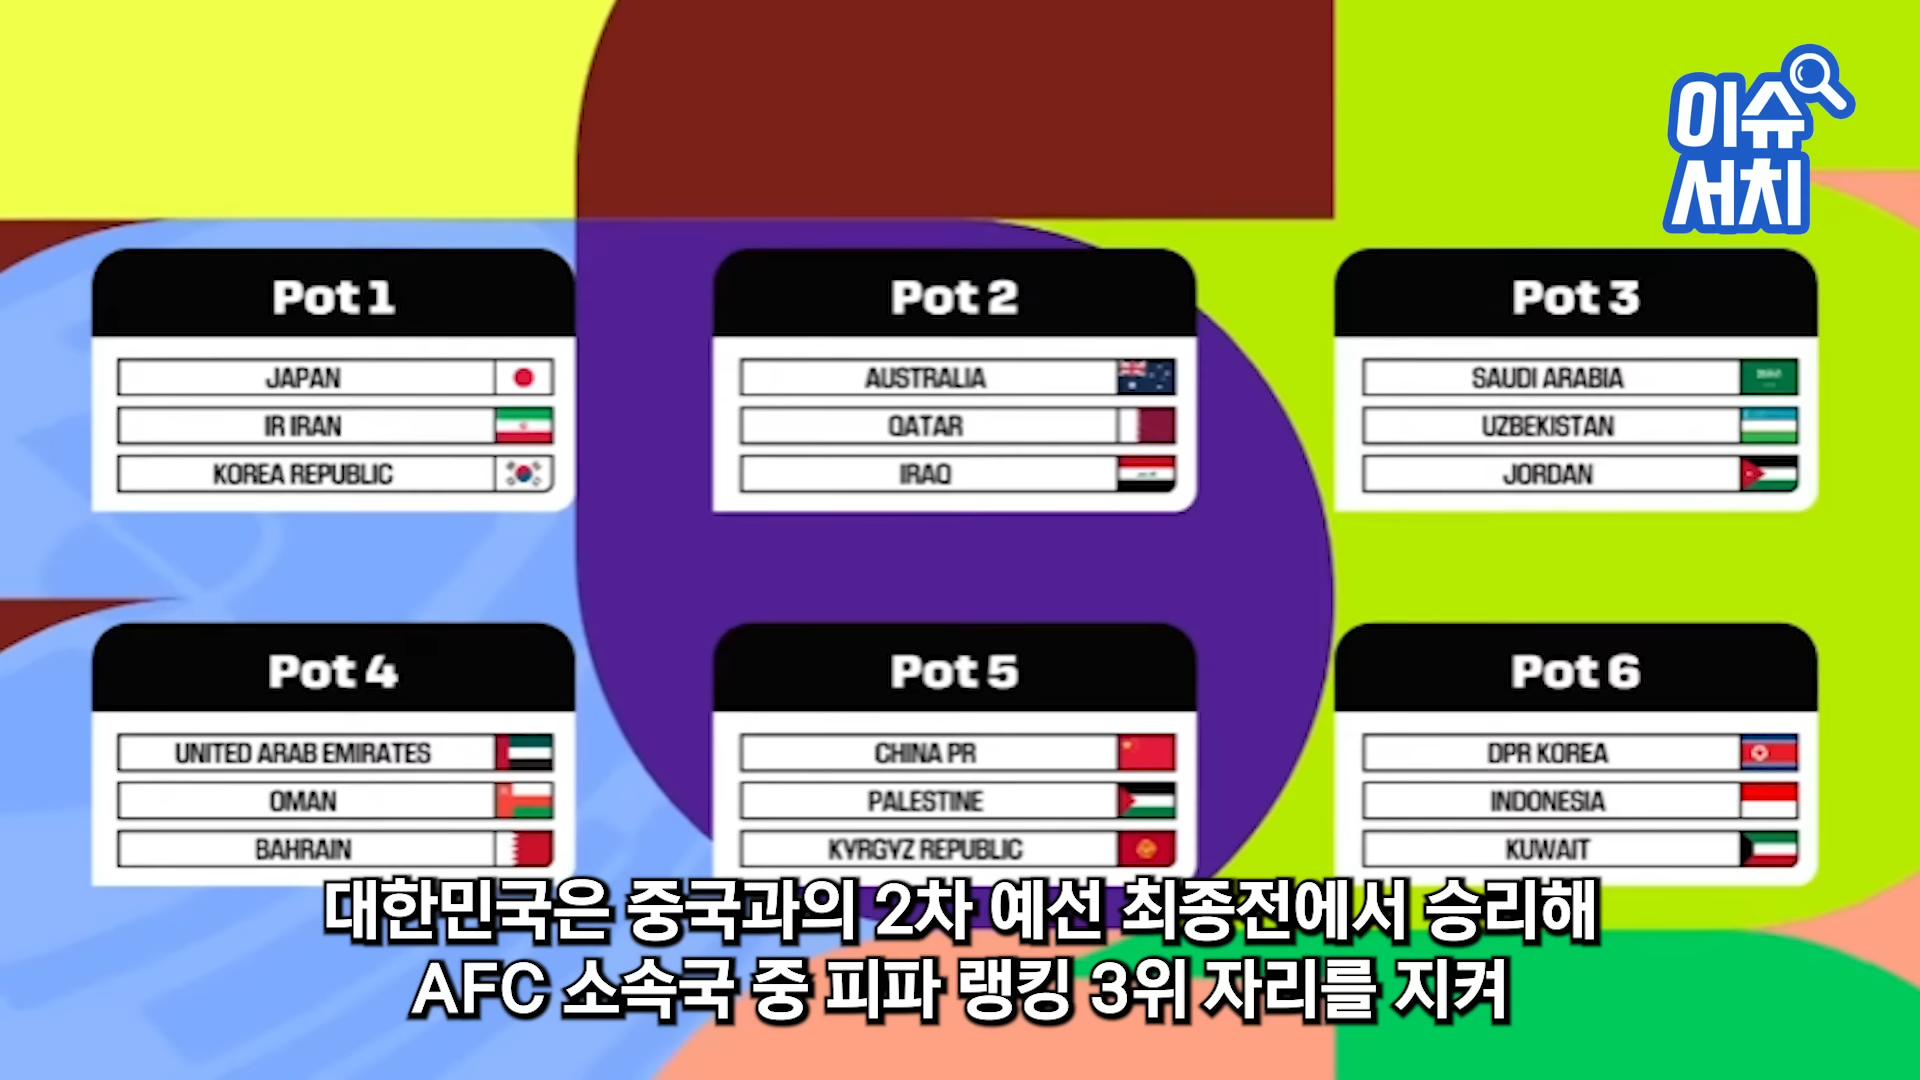 이슈
서치
Pot 1
JAPAN
IR IRAN
KOREA REPUBLIC
Pot 2
AUSTRALIA
QATAR
IRAQ
Pot 3
SAUDI ARABIA
UZBEKISTAN
JORDAN
Pot 4
UNITED ARAB EMIRATES
OMAN
BAHRAIN
Pot 5
CHINA PR
PALESTINE
KYRGYZ REPUBLIC
Pot 6
DPR KOREA
INDONESIA
KUWAIT
대한민국은 중국과의 2차 예선 최종전에서 승리해
AFC 소속국 중 피파 랭킹 3위 자리를 지켜